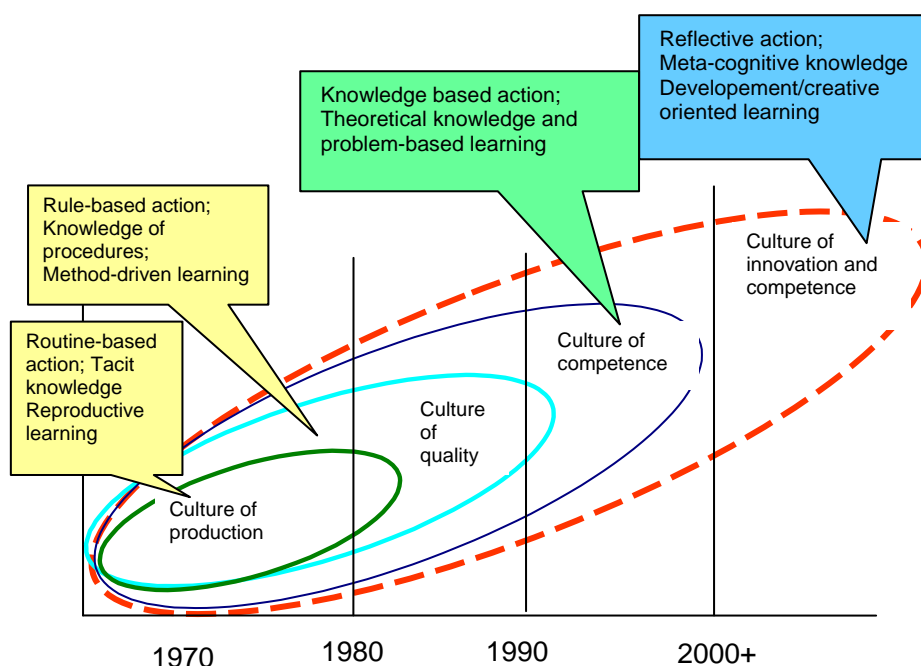 Reflective action;
Meta-cognitive knowledge
Developement/creative
oriented learning
Knowledge based action;
Theoretical knowledge and
problem-based learning
Rule-based action;
Knowledge of
procedures;
Method-driven learning
Routine-based
action; Tacit
knowledge
Reproductive
learning
Culture of
innovation and
competence
Culture of
competence
Culture
of
quality
Culture of
production
1970
1980
1990
2000+